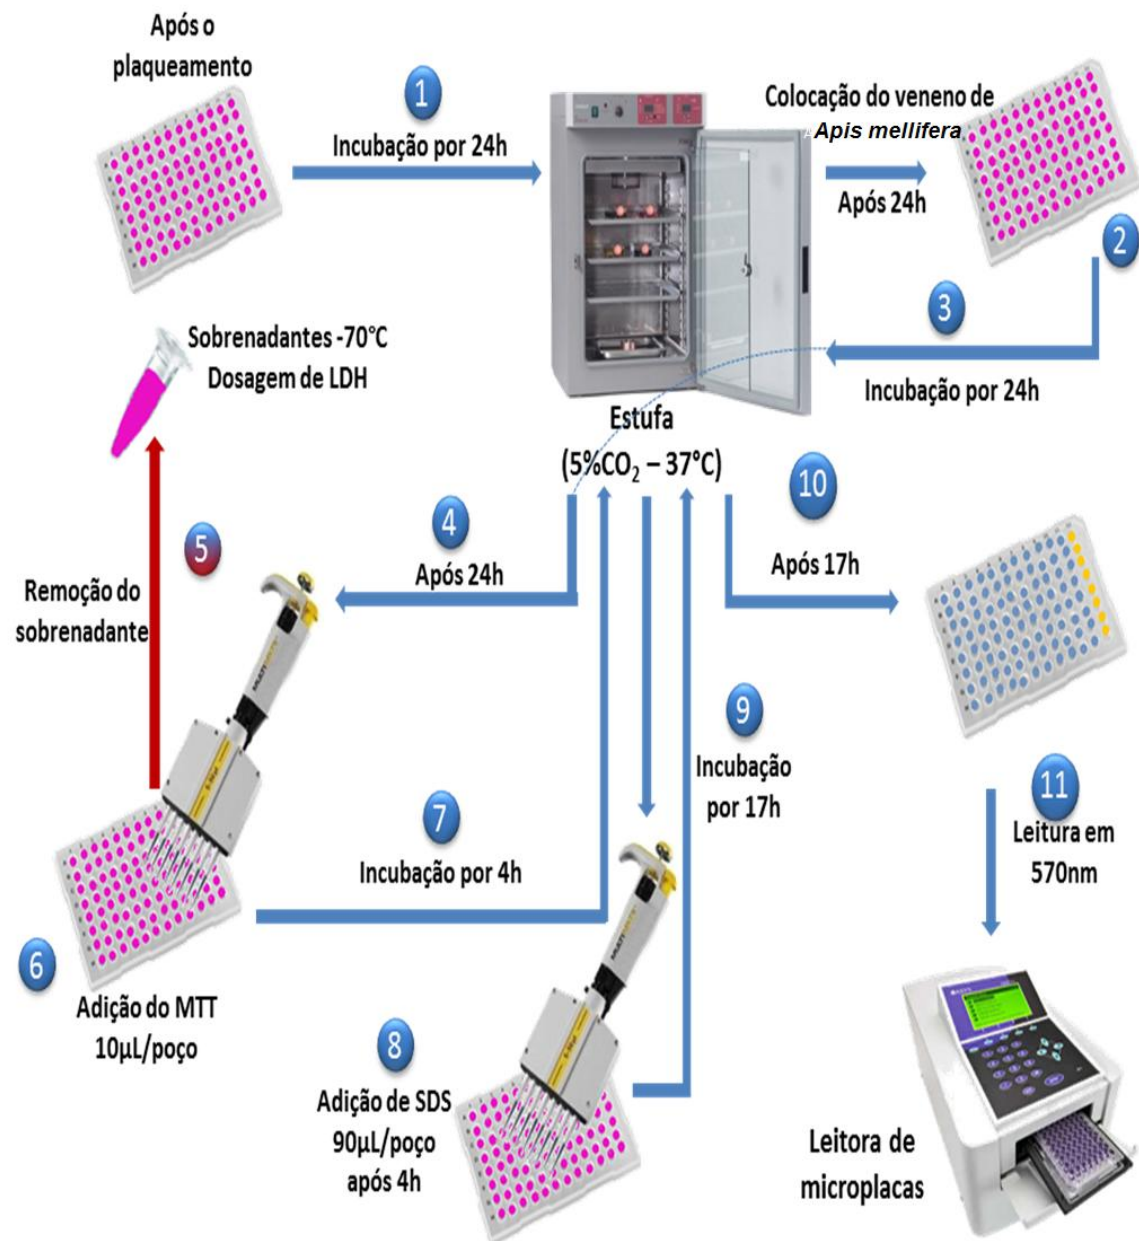 Após o
plaqueamento
1
Incubação por 24h
Colocação do veneno de
Apis mellifera
Após 24h
2
3
Incubação por 24h
Estufa
(5%CO₂ – 37°C)
Sobrenadantes -70°C
Dosagem de LDH
4
Após 24h
5
Remoção do
sobrenadante
6
Adição do MTT
10µL/poço
7
Incubação por 4h
8
Adição de SDS
90µL/poço
após 4h
9
Incubação
por 17h
10
Após 17h
11
Leitura em
570nm
Leitora de
microplacas